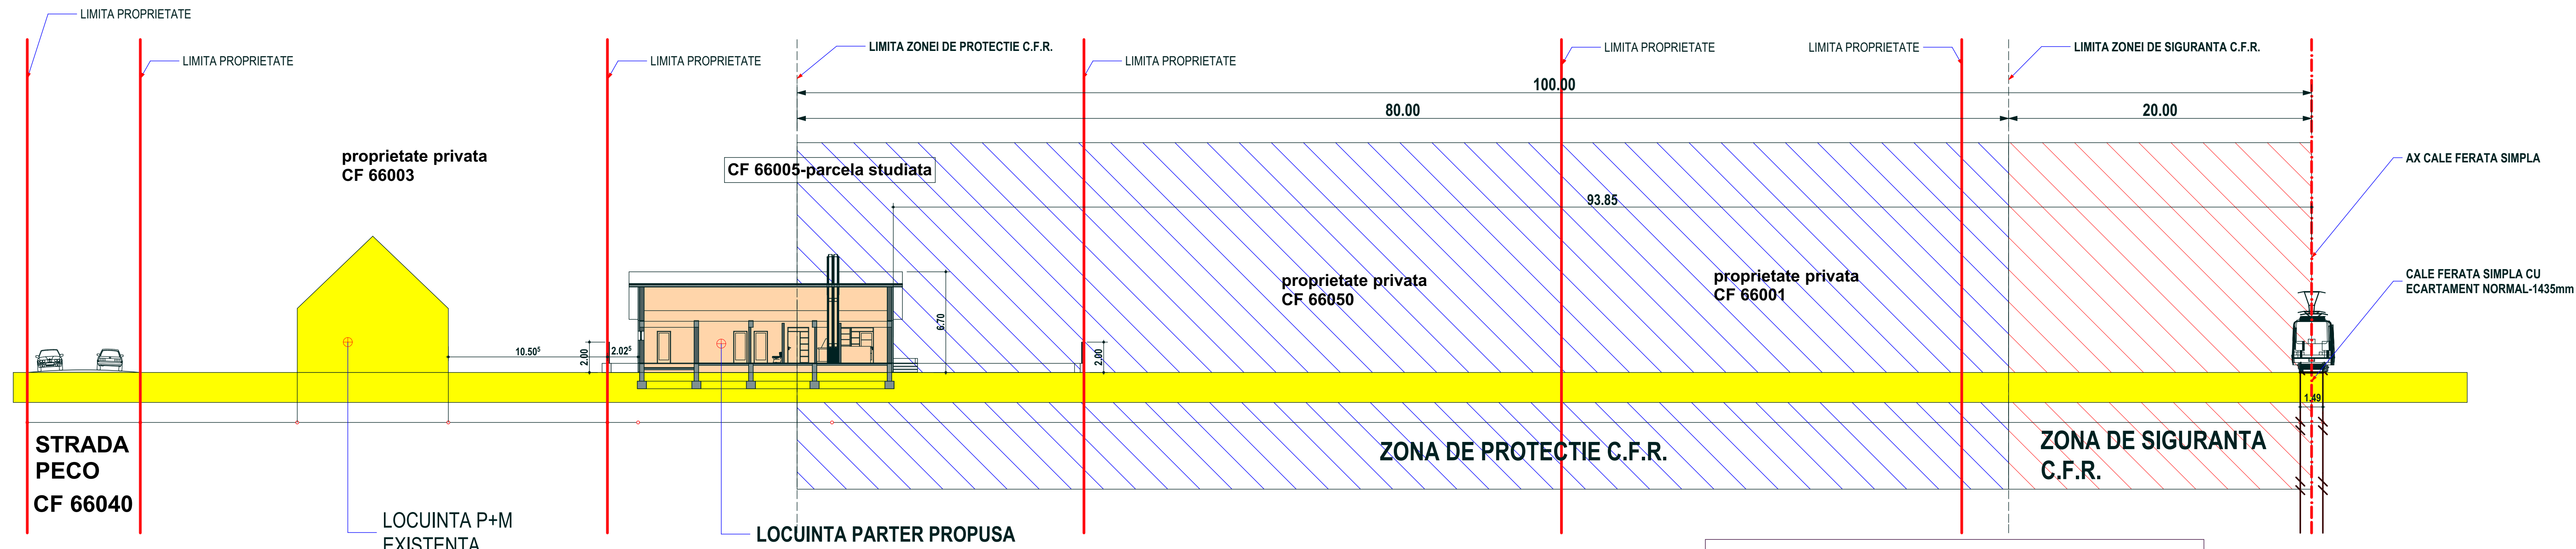 LIMITA PROPRIETATE
LIMITA PROPRIETATE
LIMITA PROPRIETATE
LIMITA ZONEI DE PROTECTIE C.F.R.
LIMITA PROPRIETATE
LIMITA PROPRIETATE
LIMITA PROPRIETATE
LIMITA ZONEI DE SIGURANTA C.F.R.
100.00
80.00
20.00
proprietate privata
CF 66003
CF 66005-parcela studiata
AX CALE FERATA SIMPLA
93.85
proprietate privata
CF 66050
proprietate privata
CF 66001
CALE FERATA SIMPLA CU
ECARTAMENT NORMAL-1435mm
6.70
10.50⁵
2.00
2.02⁵
2.00
1.49
STRADA
PECO
CF 66040
ZONA DE PROTECTIE C.F.R.
ZONA DE SIGURANTA
C.F.R.
LOCUINTA P+M
EXISTENTA
LOCUINTA PARTER PROPUSA